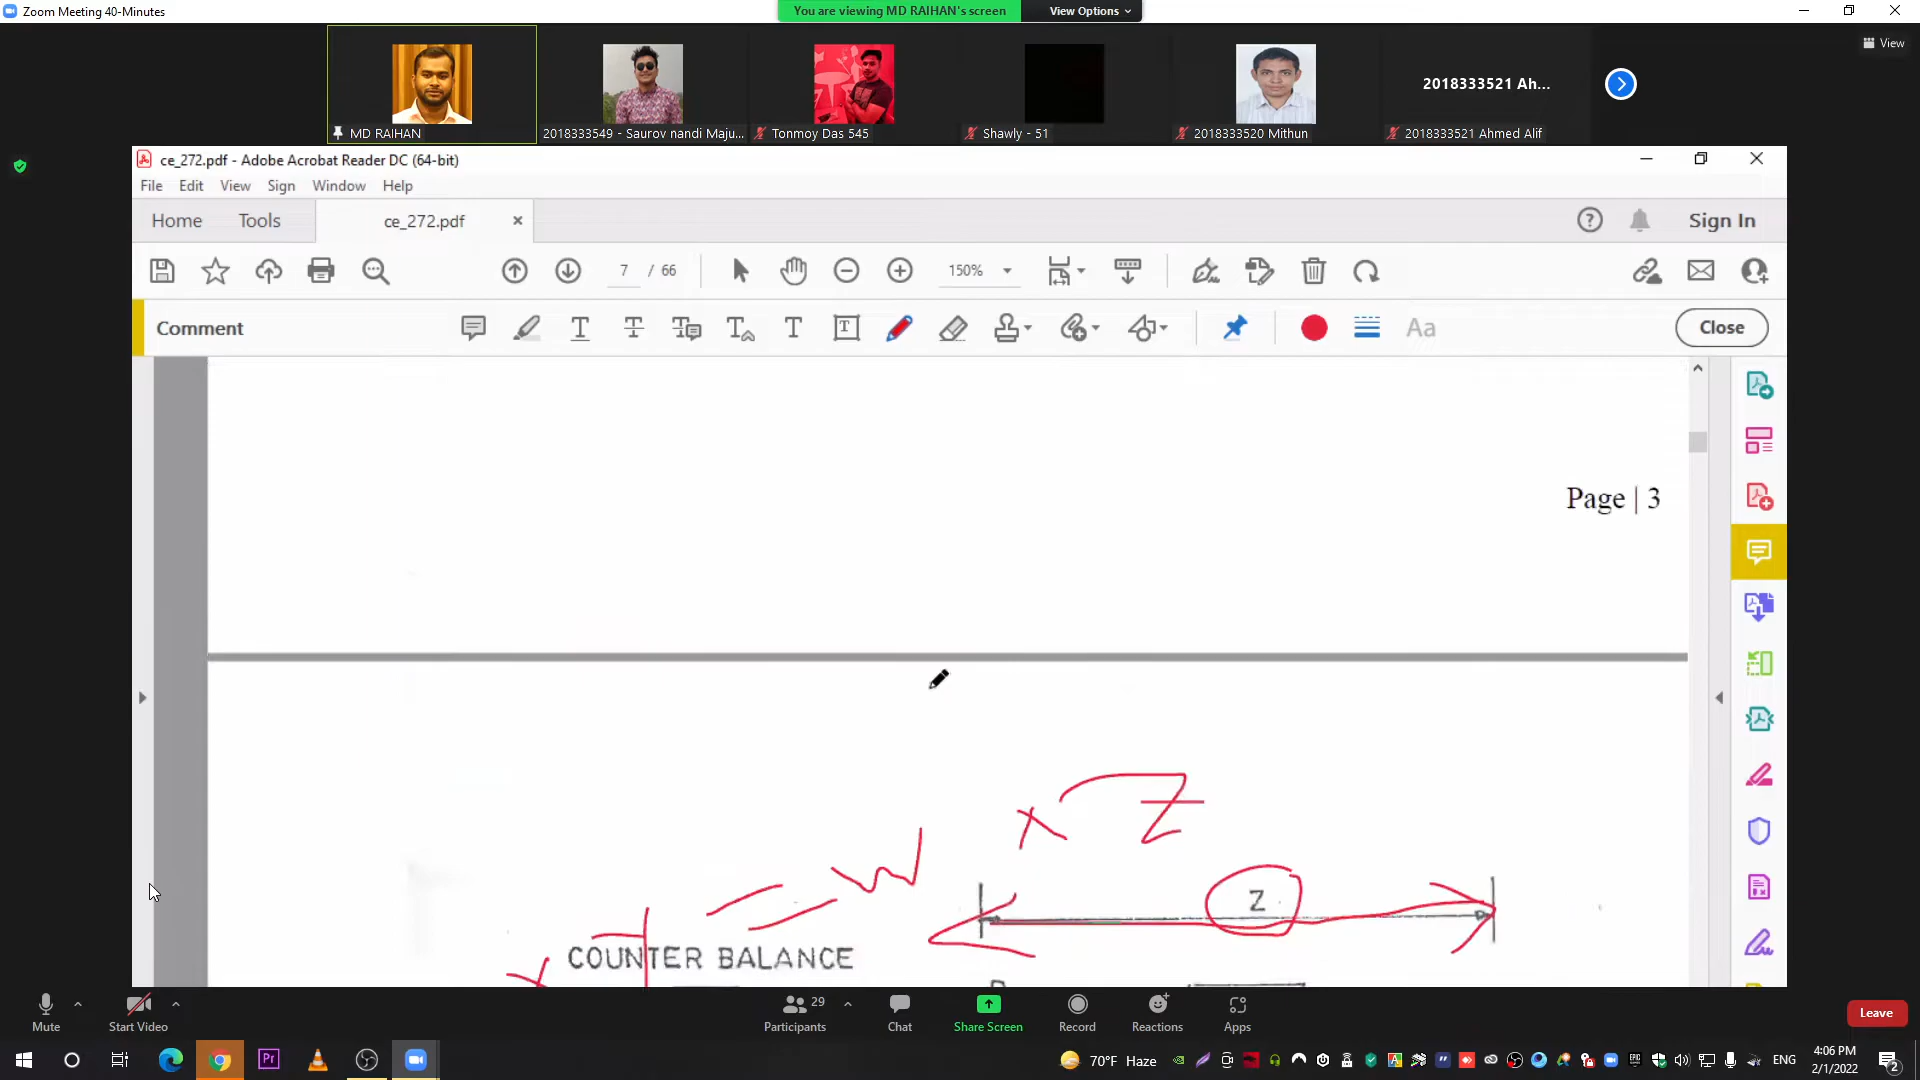 Zoom Meeting 40-Minutes
You are viewing MD RAIHAN's screen
View Options
View
2018333521 Ah...
MD RAIHAN
2018333549 - Saurov nandi Maju...
Tonmoy Das 545
Shawly - 51
2018333520 Mithun
2018333521 Ahmed Alif
ce_272.pdf - Adobe Acrobat Reader DC (64-bit)
File Edit View Sign Window Help
Home Tools ce_272.pdf Sign In
7 / 66 150%
Comment
Aa
Close
Page | 3
x Z
= W
Z
COUNTER BALANCE
Mute
Start Video
29
Participants
Chat
Share Screen
Record
Reactions
Apps
Leave
Pr
70°F Haze
ENG
4:06 PM
2/1/2022
2